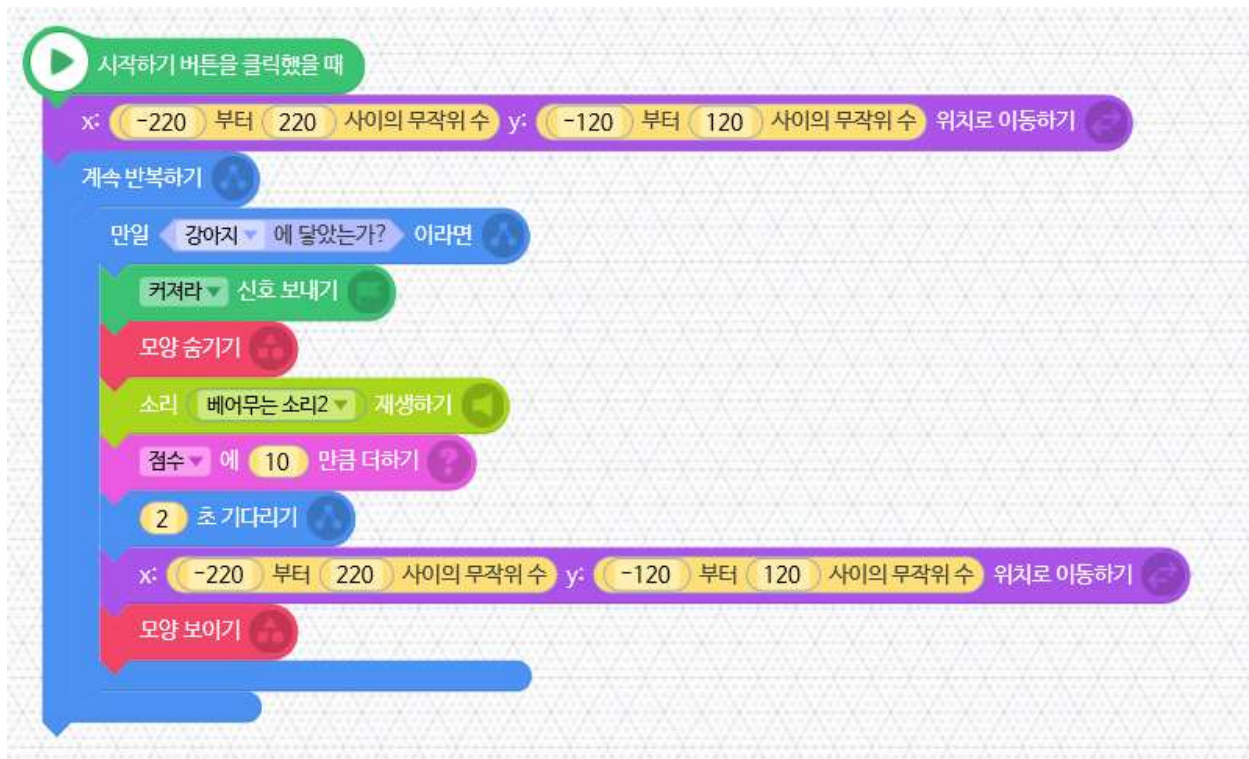 시작하기 버튼을 클릭했을 때
x: -220 부터 220 사이의 무작위 수 y: -120 부터 120 사이의 무작위 수 위치로 이동하기
계속 반복하기
만일 강아지 에 닿았는가? 이라면
커져라 신호 보내기
모양 숨기기
소리 베어무는 소리2 재생하기
점수 에 10 만큼 더하기
2 초 기다리기
x: -220 부터 220 사이의 무작위 수 y: -120 부터 120 사이의 무작위 수 위치로 이동하기
모양 보이기